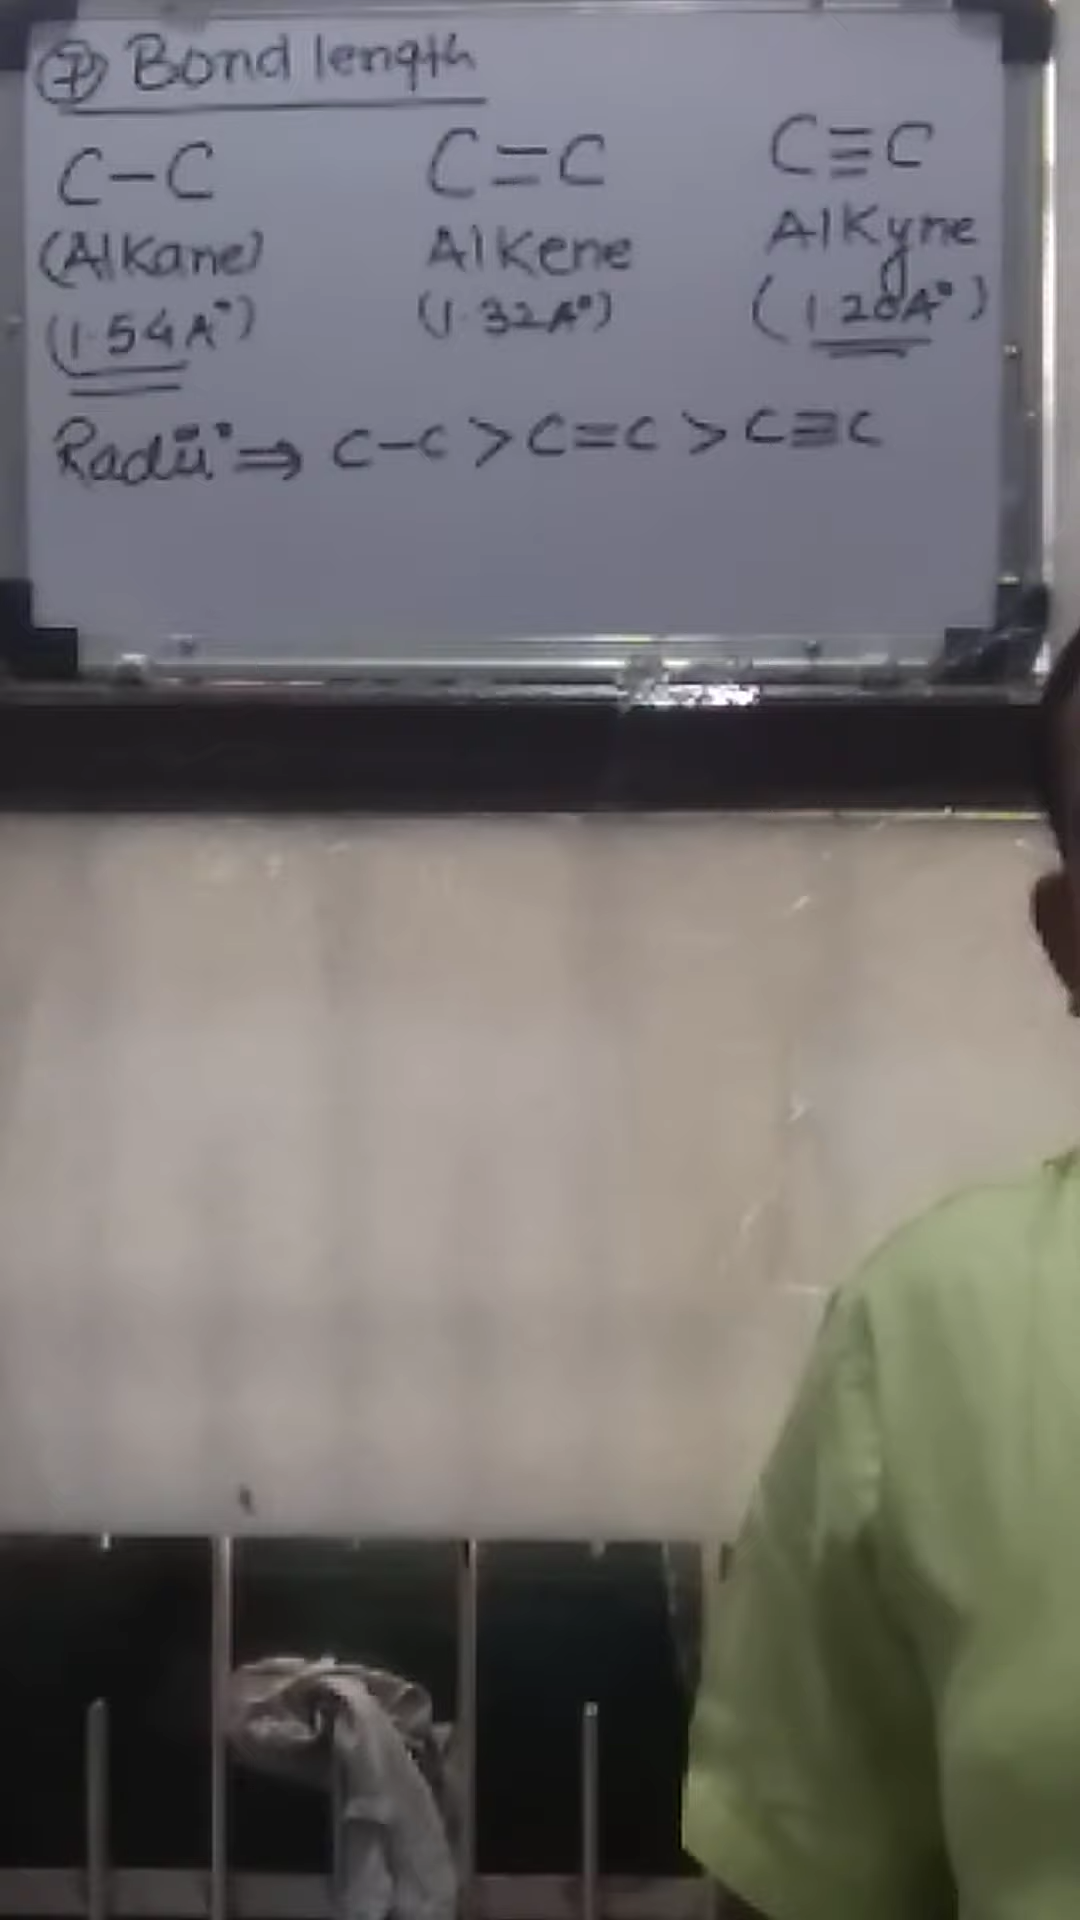 ⑦ Bond length
C-C C=C C≡C
(Alkane) Alkene Alkyne
(1.54A°) (1.32A°) (1.20A°)
Radii ⇒ C-C > C=C > C≡C